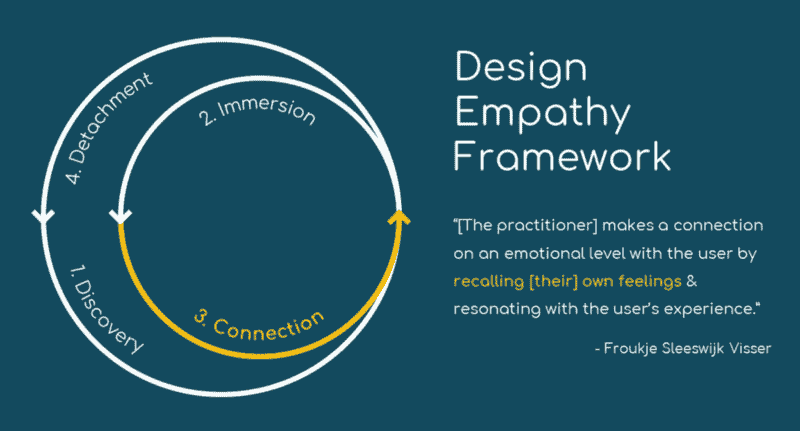 4. Detachment
2. Immersion
1. Discovery
3. Connection
Design
Empathy
Framework
“[The practitioner] makes a connection
on an emotional level with the user by
recalling [their] own feelings &
resonating with the user's experience.“
- Froukje Sleeswijk Visser